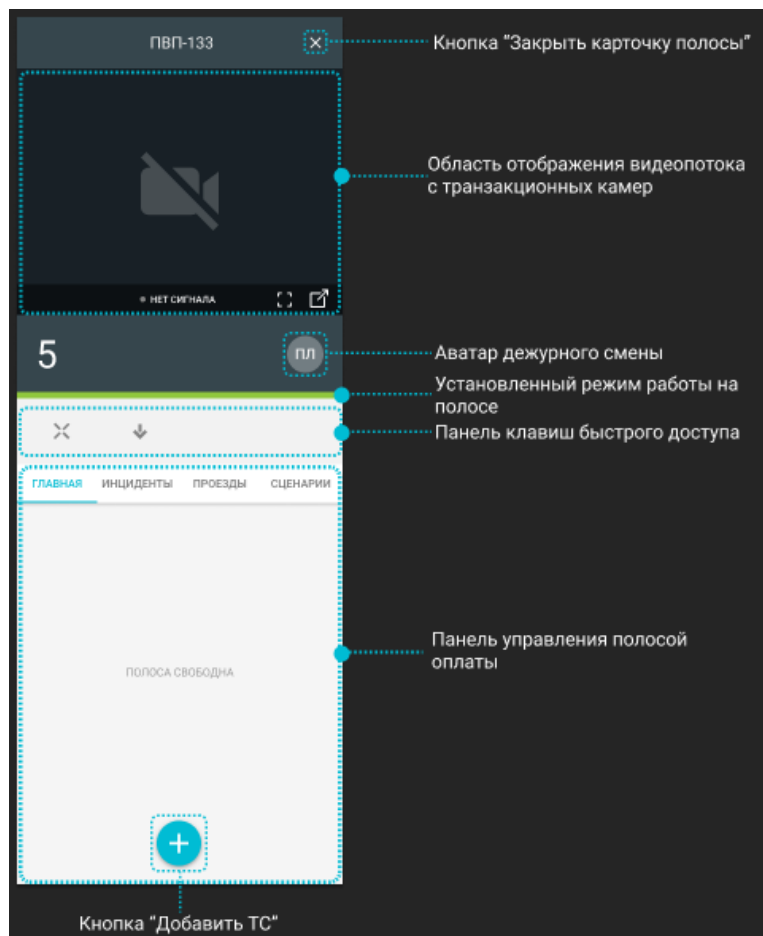 ПВП-133
Кнопка "Закрыть карточку полосы"
Область отображения видеопотока
с транзакционных камер
НЕТ СИГНАЛА
5
ПЛ
Аватар дежурного смены
Установленный режим работы на
полосе
Панель клавиш быстрого доступа
ГЛАВНАЯ ИНЦИДЕНТЫ ПРОЕЗДЫ СЦЕНАРИИ
Панель управления полосой
оплаты
ПОЛОСА СВОБОДНА
Кнопка "Добавить ТС"